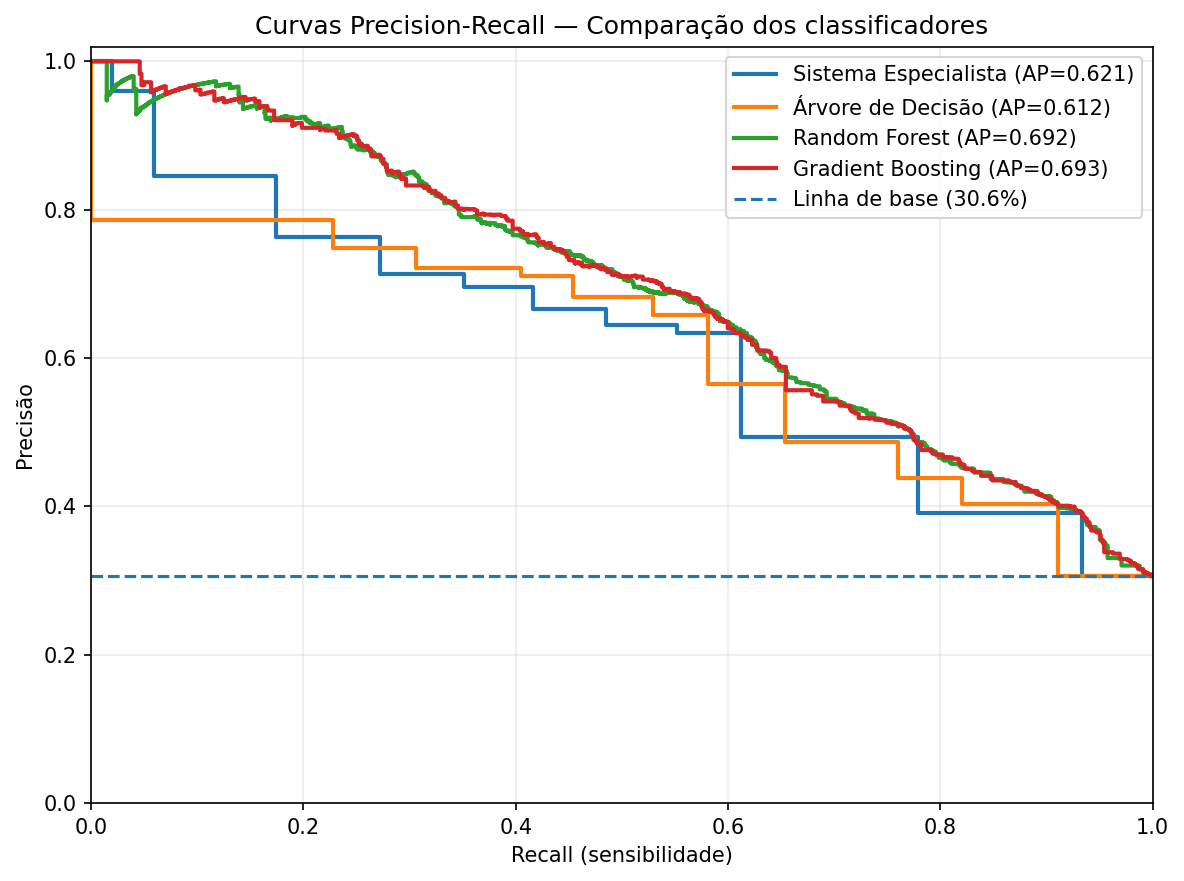 Curvas Precision-Recall — Comparação dos classificadores
1.0
0.8
0.6
0.4
0.2
0.0
Precisão
Sistema Especialista (AP=0.621)
Árvore de Decisão (AP=0.612)
Random Forest (AP=0.692)
Gradient Boosting (AP=0.693)
Linha de base (30.6%)
0.0 0.2 0.4 0.6 0.8 1.0
Recall (sensibilidade)